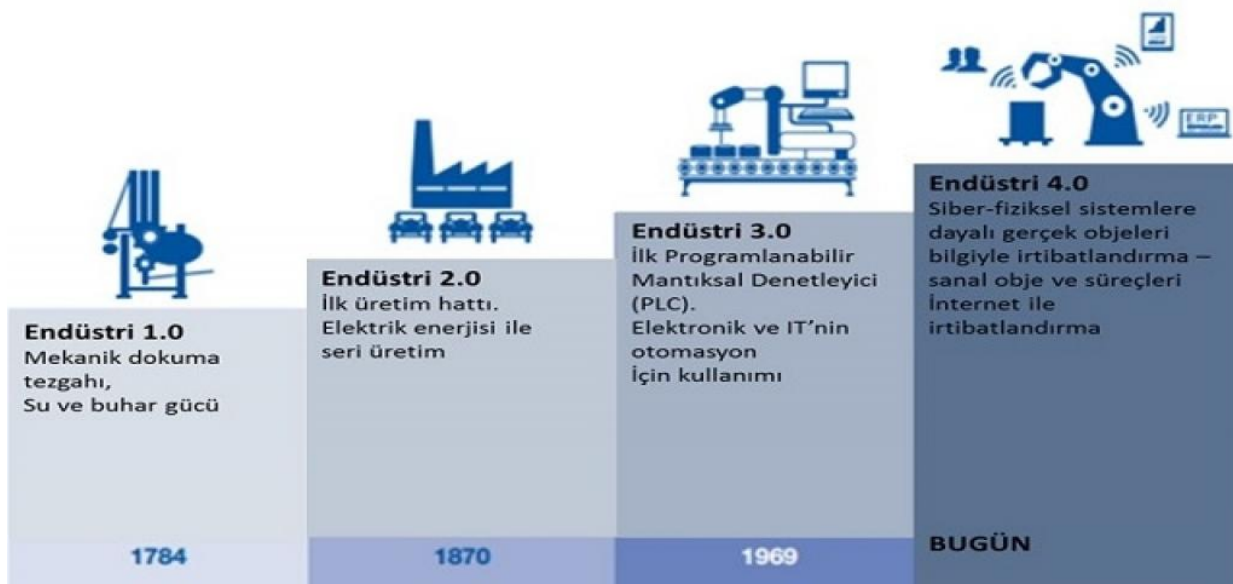 ERP
Endüstri 1.0
Mekanik dokuma
tezgahı,
Su ve buhar gücü
1784
Endüstri 2.0
İlk üretim hattı.
Elektrik enerjisi ile
seri üretim
1870
Endüstri 3.0
İlk Programlanabilir
Mantıksal Denetleyici
(PLC).
Elektronik ve IT’nin
otomasyon
İçin kullanımı
1969
Endüstri 4.0
Siber-fiziksel sistemlere
dayalı gerçek objeleri
bilgiyle irtibatlandırma –
sanal obje ve süreçleri
İnternet ile
irtibatlandırma
BUGÜN